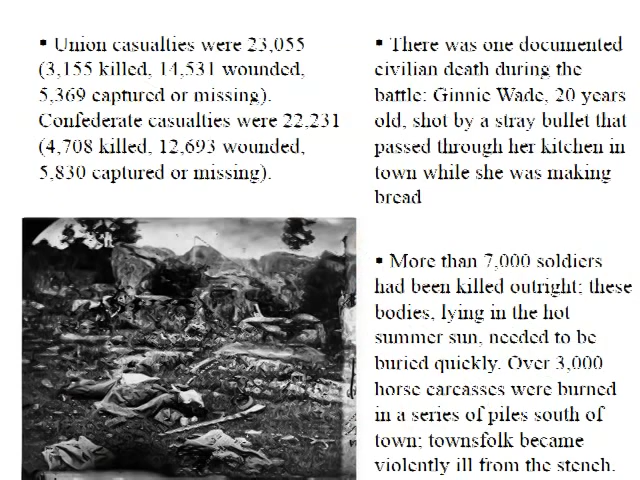 ▪ Union casualties were 23,055
(3,155 killed, 14,531 wounded,
5,369 captured or missing).
Confederate casualties were 22,231
(4,708 killed, 12,693 wounded,
5,830 captured or missing).
▪ There was one documented
civilian death during the
battle: Ginnie Wade, 20 years
old, shot by a stray bullet that
passed through her kitchen in
town while she was making
bread
▪ More than 7,000 soldiers
had been killed outright; these
bodies, lying in the hot
summer sun, needed to be
buried quickly. Over 3,000
horse carcasses were burned
in a series of piles south of
town; townsfolk became
violently ill from the stench.